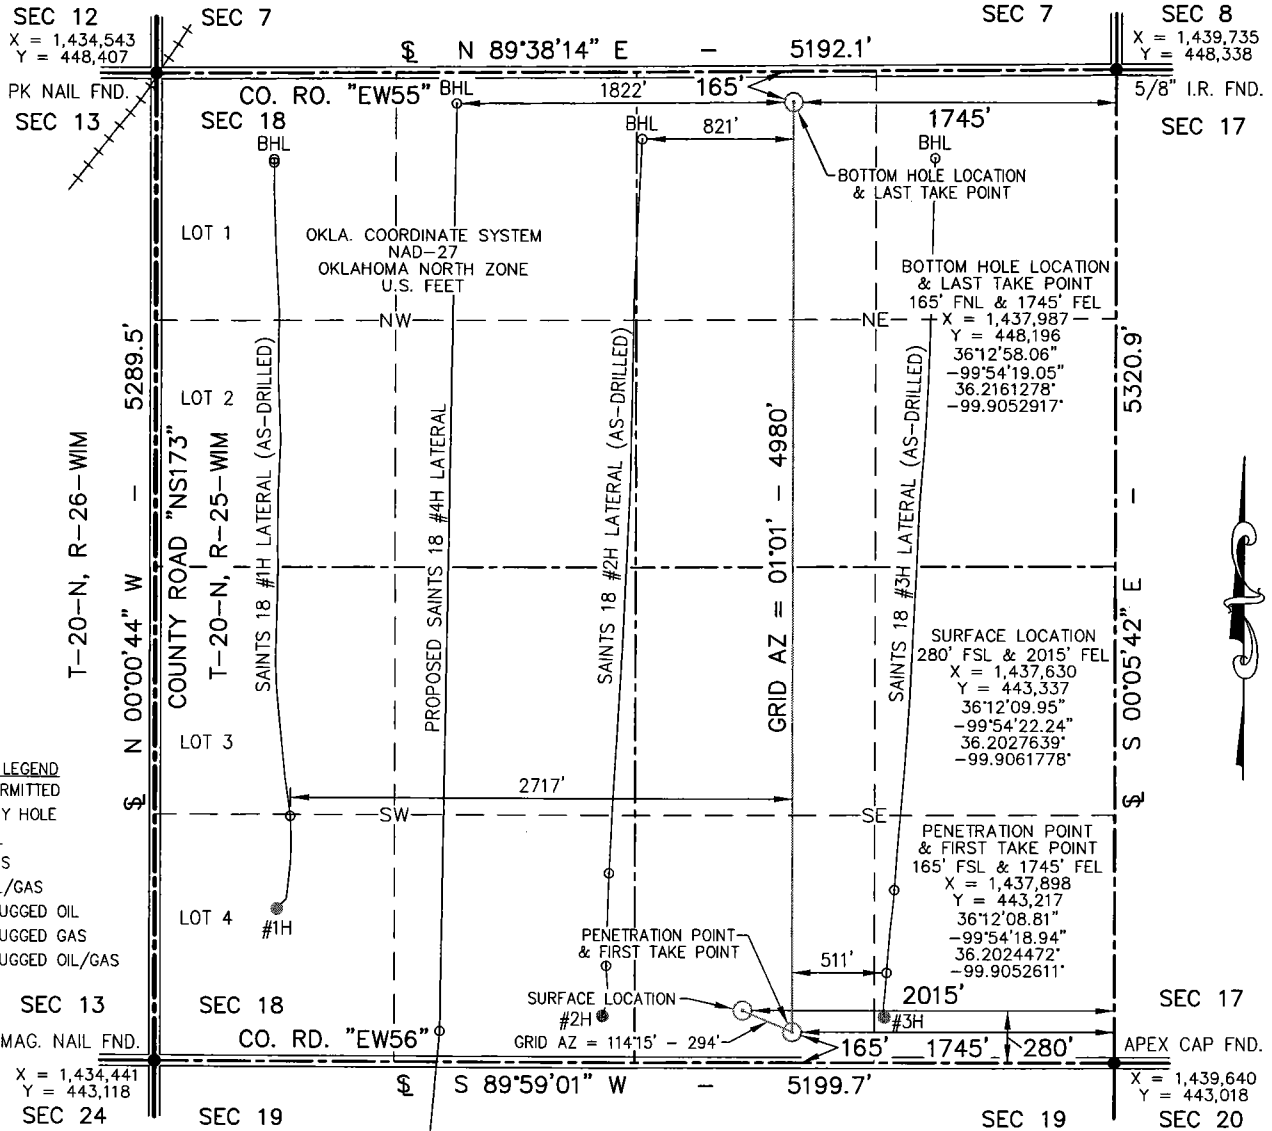 SEC 12
SEC 7
SEC 7
SEC 8
X = 1,434,543
Y = 448,407
X = 1,439,735
Y = 448,338
℄ N 89°38'14" E - 5192.1'
PK NAIL FND.
CO. RO. "EW55"
BHL
1822'
165'
5/8" I.R. FND.
SEC 13
SEC 18
BHL
BHL
821'
1745'
BHL
SEC 17
BOTTOM HOLE LOCATION
& LAST TAKE POINT
LOT 1
OKLA. COORDINATE SYSTEM
NAD-27
OKLAHOMA NORTH ZONE
U.S. FEET
BOTTOM HOLE LOCATION
& LAST TAKE POINT
165' FNL & 1745' FEL
X = 1,437,987
Y = 448,196
36°12'58.06"
-99°54'19.05"
36.2161278°
-99.9052917°
NW
NE
LOT 2
T-20-N, R-26-WIM
℄ N 00°00'44" W - 5289.5'
COUNTY ROAD "NS173"
T-20-N, R-25-WIM
SAINTS 18 #1H LATERAL (AS-DRILLED)
PROPOSED SAINTS 18 #4H LATERAL
SAINTS 18 #2H LATERAL (AS-DRILLED)
GRID AZ = 01°01' - 4980'
SAINTS 18 #3H LATERAL (AS-DRILLED)
℄ S 00°05'42" E - 5320.9'
SURFACE LOCATION
280' FSL & 2015' FEL
X = 1,437,630
Y = 443,337
36°12'09.95"
-99°54'22.24"
36.2027639°
-99.9061778°
LOT 3
2717'
SW
SE
LEGEND
RMITTED
Y HOLE
S
L/GAS
UGGED OIL
UGGED GAS
UGGED OIL/GAS
PENETRATION POINT
& FIRST TAKE POINT
165' FSL & 1745' FEL
X = 1,437,898
Y = 443,217
36°12'08.81"
-99°54'18.94"
36.2024472°
-99.9052611°
LOT 4
#1H
PENETRATION POINT
& FIRST TAKE POINT
511'
SEC 13
SEC 18
SURFACE LOCATION
2015'
SEC 17
#2H
#3H
MAG. NAIL FND.
CO. RD. "EW56"
GRID AZ = 114°15' - 294'
165'
1745'
280'
APEX CAP FND.
℄ S 89°59'01" W - 5199.7'
X = 1,434,441
Y = 443,118
X = 1,439,640
Y = 443,018
SEC 24
SEC 19
SEC 19
SEC 20